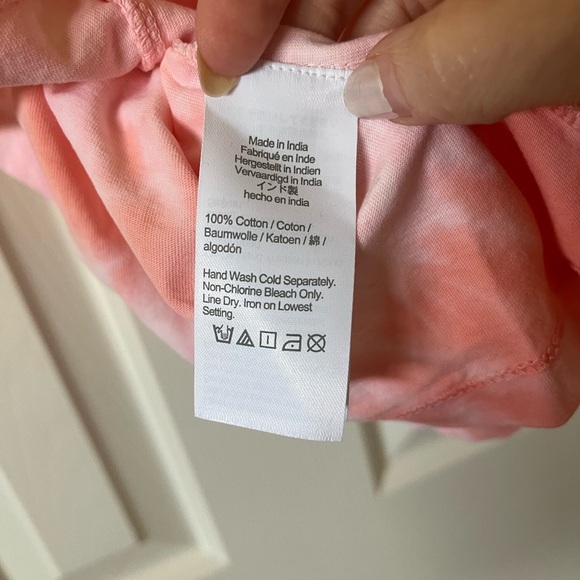 Made in India
Fabriqué en Inde
Hergestellt in Indien
Vervaardigd in India
インド製
hecho en india
100% Cotton / Coton /
Baumwolle / Katoen / 綿 /
algodón
Hand Wash Cold Separately.
Non-Chlorine Bleach Only.
Line Dry. Iron on Lowest
Setting.